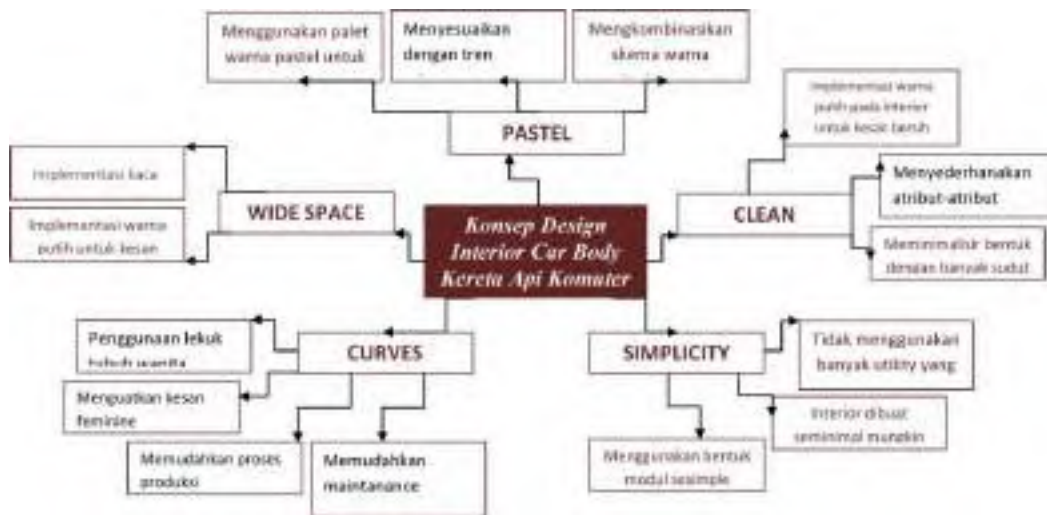 Menggunakan palet
warna pastel untuk
Menyesuaikan
dengan tren
Mengkombinasikan
skema warna
PASTEL
Implementasi warna
putih pada interior
untuk kesan bersih
Menyederhanakan
atribut-atribut
Meminimalisir bentuk
dengan banyak sudut
CLEAN
Implementasi kaca
Implementasi warna
putih untuk kesan
WIDE SPACE
Konsep Design
Interior Car Body
Kereta Api Komuter
Penggunaan lekuk
Menguatkan kesan
feminine
Memudahkan proses
produksi
Memudahkan
maintanance
CURVES
SIMPLICITY
Tidak menggunakan
banyak utility yang
Interior dibuat
seminimal mungkin
Menggunakan bentuk
modul sesimple